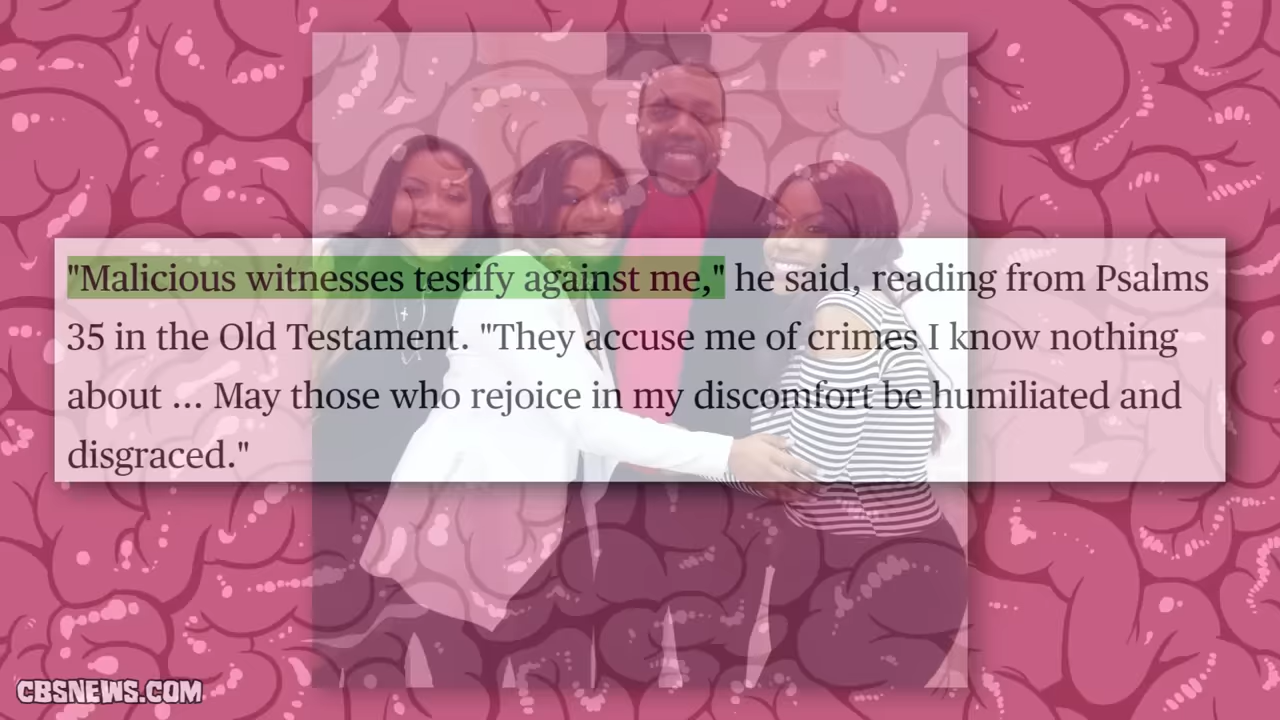 "Malicious witnesses testify against me," he said, reading from Psalms
35 in the Old Testament. "They accuse me of crimes I know nothing
about ... May those who rejoice in my discomfort be humiliated and
disgraced."
CBSNEWS.COM